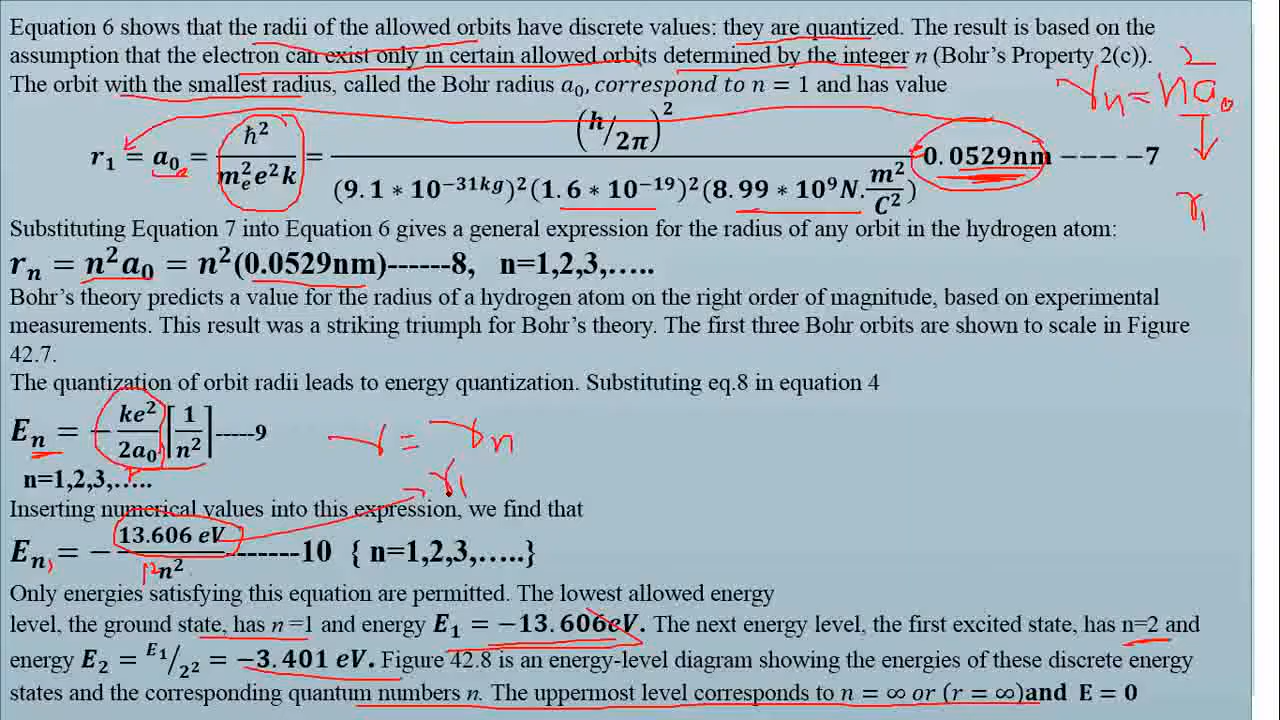 Equation 6 shows that the radii of the allowed orbits have discrete values: they are quantized. The result is based on the
assumption that the electron can exist only in certain allowed orbits determined by the integer n (Bohr's Property 2(c)).
The orbit with the smallest radius, called the Bohr radius a₀, correspond to n = 1 and has value
rₙ = n²a₀
r₁
r₁ = a₀ = ħ²/(mₑ²e²k) = (ℎ/2π)²/((9.1 * 10⁻³¹ᵏᵍ)²(1.6 * 10⁻¹⁹)²(8.99 * 10⁹N.m²/C²)) 0.0529nm −−−−−7
Substituting Equation 7 into Equation 6 gives a general expression for the radius of any orbit in the hydrogen atom:
rₙ = n²a₀ = n²(0.0529nm)------8, n=1,2,3,…..
Bohr's theory predicts a value for the radius of a hydrogen atom on the right order of magnitude, based on experimental
measurements. This result was a striking triumph for Bohr's theory. The first three Bohr orbits are shown to scale in Figure
42.7.
The quantization of orbit radii leads to energy quantization. Substituting eq.8 in equation 4
Eₙ = − ke²/2a₀ [1/n²] -----9
r = rₙ
r₁
n=1,2,3,…..
Inserting numerical values into this expression, we find that
Eₙ = − 13.606 eV/n² --------10 { n=1,2,3,…..}
1²
Only energies satisfying this equation are permitted. The lowest allowed energy
level, the ground state, has n =1 and energy E₁ = −13.606eV. The next energy level, the first excited state, has n=2 and
energy E₂ = E₁/2² = −3.401 eV. Figure 42.8 is an energy-level diagram showing the energies of these discrete energy
states and the corresponding quantum numbers n. The uppermost level corresponds to n = ∞ or (r = ∞)and E = 0